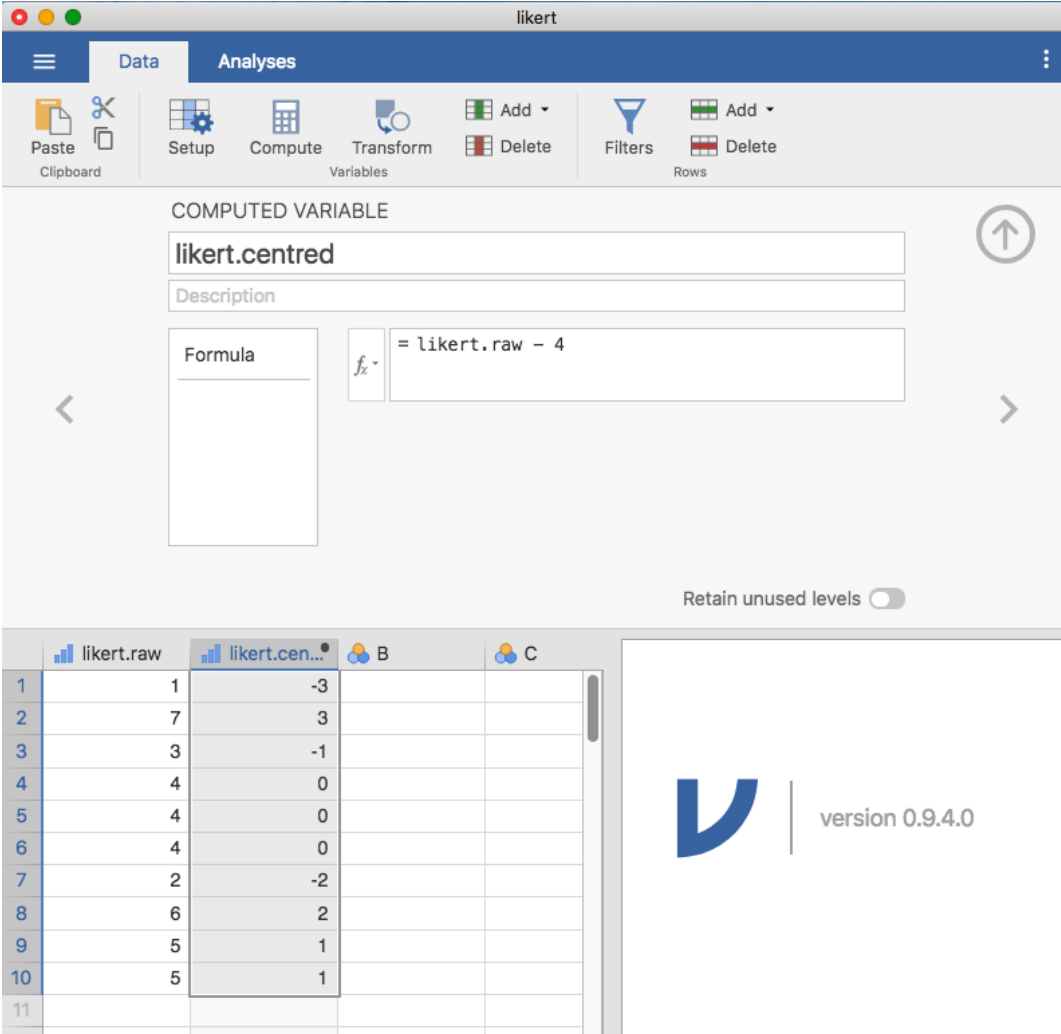 likert
Data Analyses
Paste Setup Compute Transform Add Delete Filters Add Delete
Clipboard Variables Rows
COMPUTED VARIABLE
likert.centred
Description
Formula
fx = likert.raw – 4
Retain unused levels
likert.raw likert.cen... B C
1 1 -3
2 7 3
3 3 -1
4 4 0
5 4 0
6 4 0
7 2 -2
8 6 2
9 5 1
10 5 1
11
version 0.9.4.0